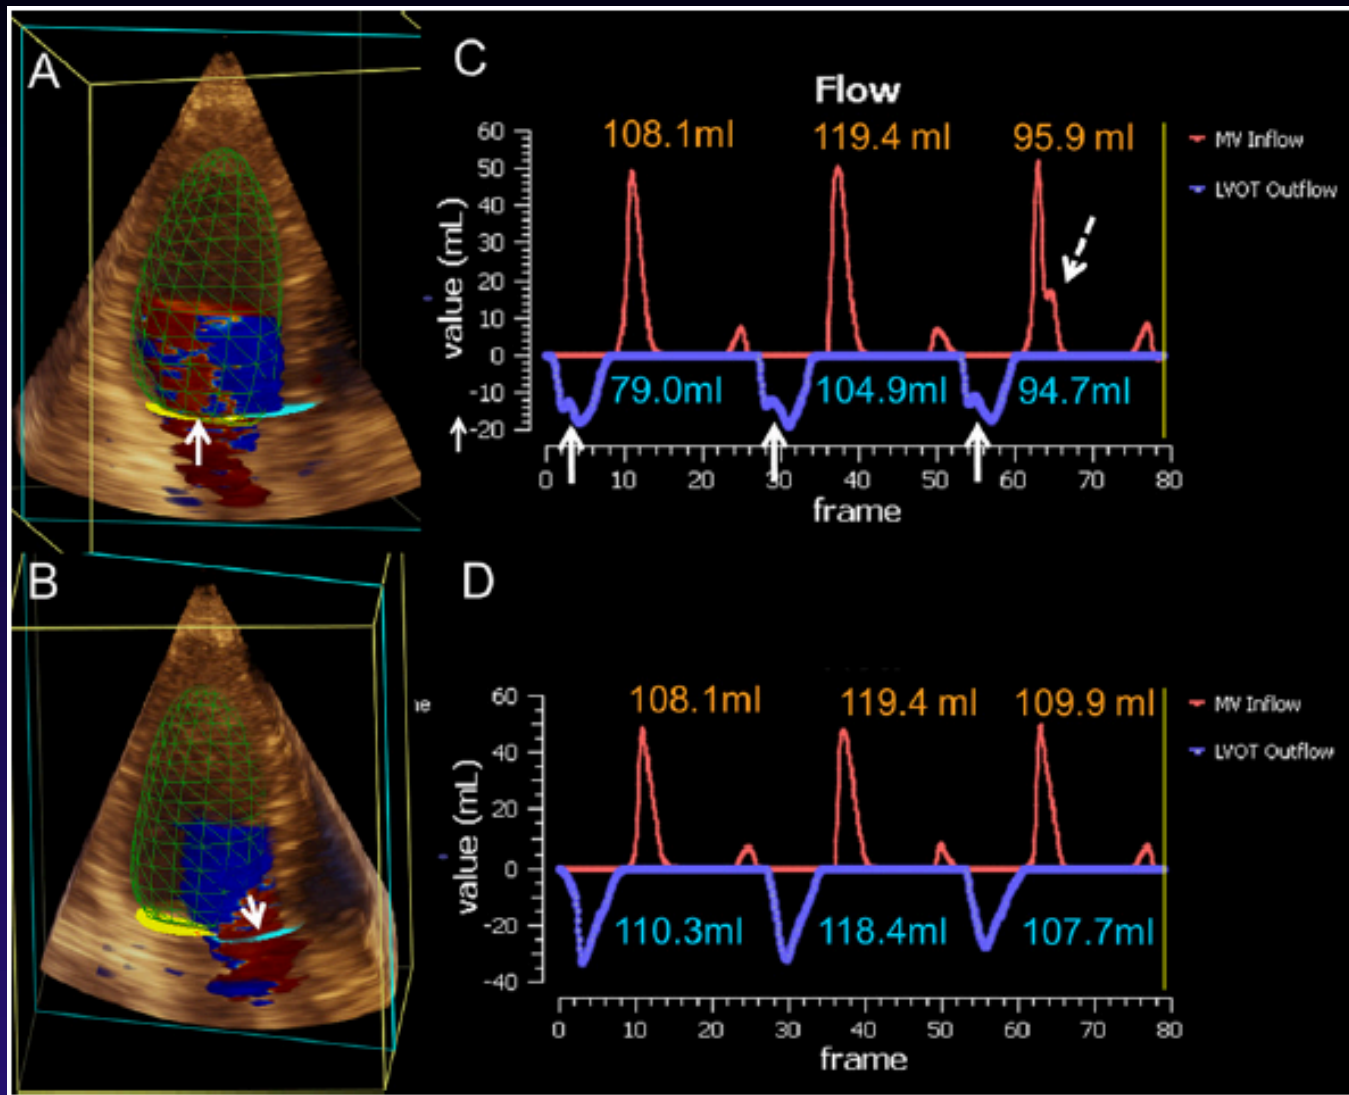 A
C
Flow
108.1ml 119.4 ml 95.9 ml
MV Inflow
LVOT Outflow
60
50
40
30
20
10
0
-10
-20
value (mL)
79.0ml 104.9ml 94.7ml
0 10 20 30 40 50 60 70 80
frame
B
D
108.1ml 119.4 ml 109.9 ml
MV Inflow
LVOT Outflow
60
40
20
0
-20
-40
value (mL)
110.3ml 118.4ml 107.7ml
0 10 20 30 40 50 60 70 80
frame